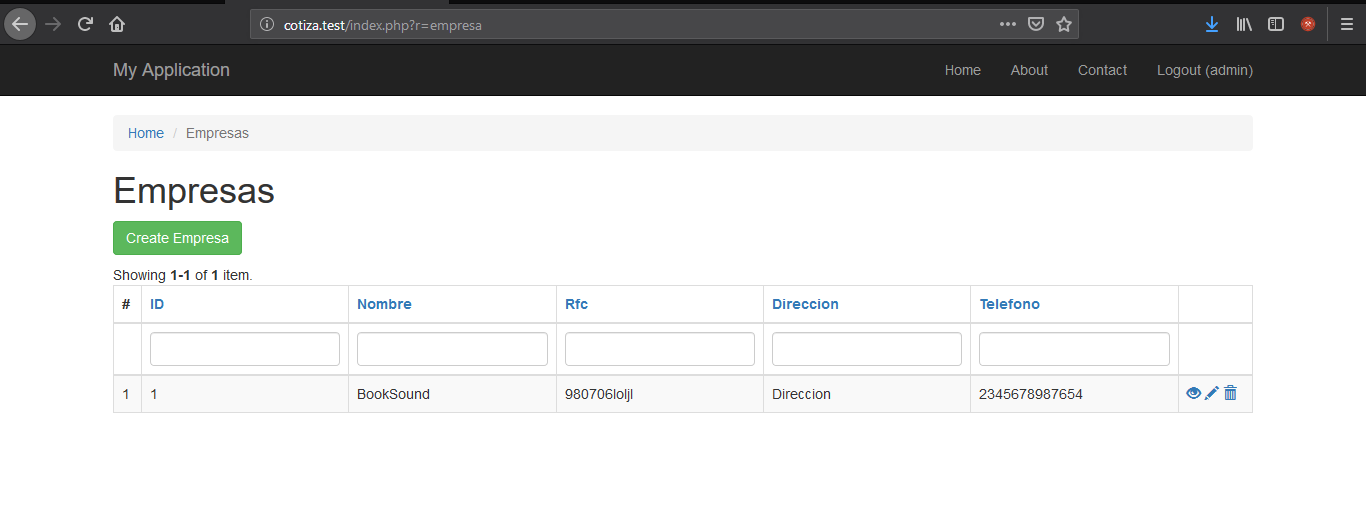 cotiza.test/index.php?r=empresa
My Application Home About Contact Logout (admin)
Home / Empresas
Empresas
Create Empresa
Showing 1-1 of 1 item.
# ID Nombre Rfc Direccion Telefono
1 1 BookSound 980706loljl Direccion 2345678987654